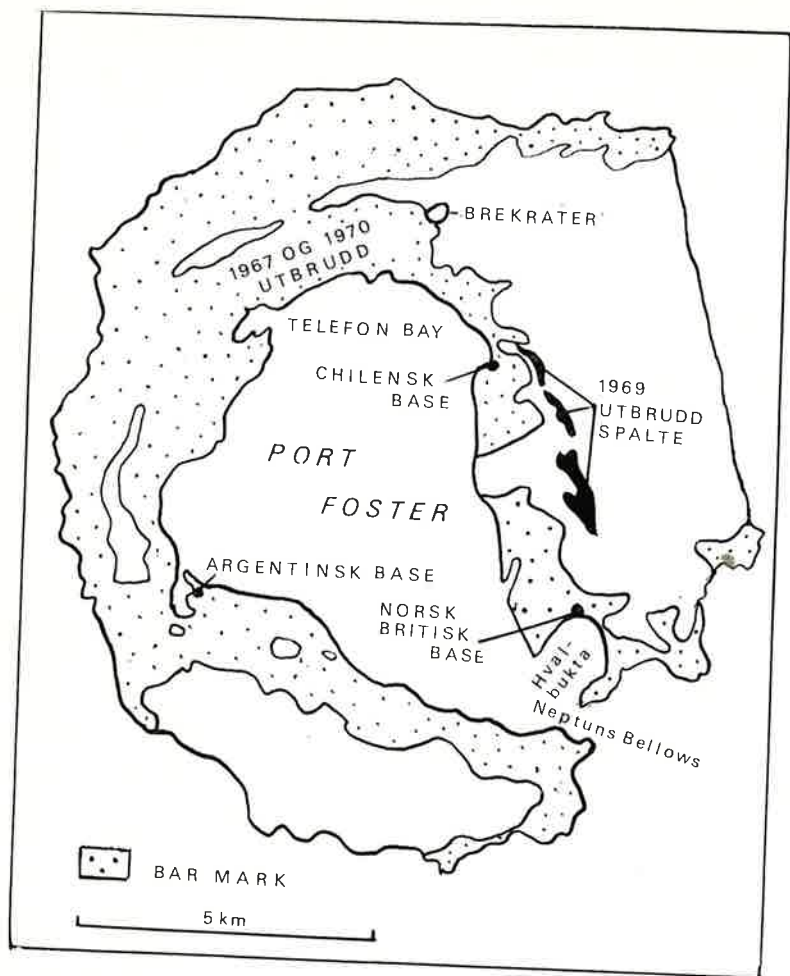 BREKRATER
1967 OG 1970
UTBRUDD
TELEFON BAY
CHILENSK
BASE
1969
UTBRUDD
SPALTE
PORT
FOSTER
ARGENTINSK BASE
NORSK
BRITISK
BASE
Hval-
bukta
Neptuns Bellows
BAR MARK
5 km